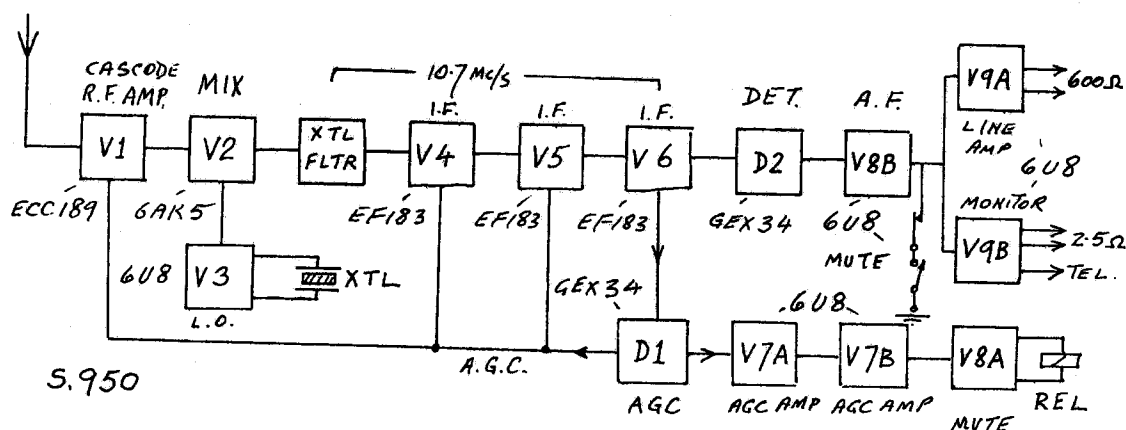 CASCODE
R.F. AMP.
MIX
10.7 Mc/s
I.F.
I.F.
I.F.
DET.
A.F.
V9A
600Ω
LINE
AMP
V1
V2
XTL
FLTR
V4
V5
V6
D2
V8B
6U8
ECC189
6AK5
EF183
EF183
EF183
GEX34
6U8
MUTE
MONITOR
V9B
2.5Ω
TEL.
6U8
V3
XTL
L.O.
GEX34
6U8
A.G.C.
D1
V7A
V7B
V8A
S.950
AGC
AGC AMP
AGC AMP
MUTE
REL